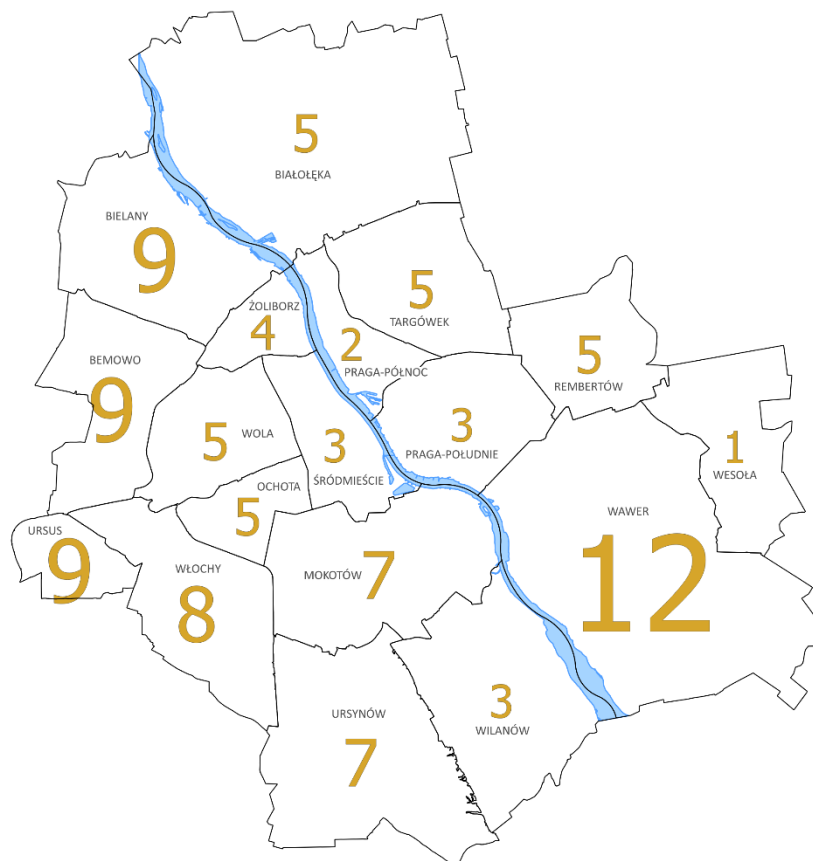 5
BIAŁOŁĘKA
BIELANY
9
5
TARGÓWEK
ŻOLIBORZ
4
2
PRAGA-PÓŁNOC
5
REMBERTÓW
BEMOWO
9
5 WOLA
3
ŚRÓDMIEŚCIE
3
PRAGA-POŁUDNIE
1
WESOŁA
OCHOTA
5
WAWER
12
URSUS
9
WŁOCHY
8
MOKOTÓW 7
3
WILANÓW
URSYNÓW
7